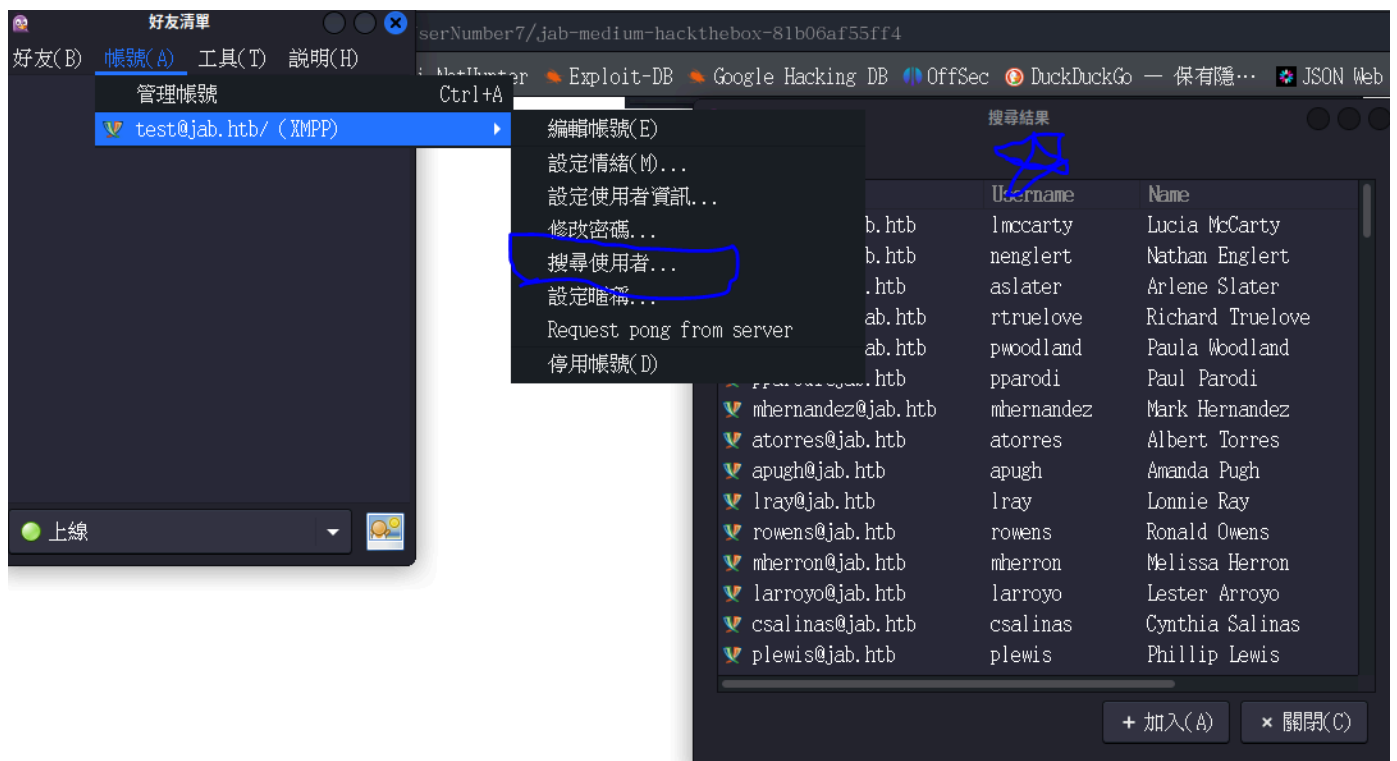 好友清單
好友(B) 帳號(A) 工具(T) 説明(H)
管理帳號 Ctrl+A
test@jab.htb/ (XMPP)
編輯帳號(E)
設定情緒(M)...
設定使用者資訊...
修改密碼...
搜尋使用者...
設定暱稱...
Request pong from server
停用帳號(D)
上線
serNumber7/jab-medium-hackthebox-81b06af55ff4
Exploit-DB Google Hacking DB OffSec DuckDuckGo — 保有隱… JSON Web
搜尋結果
Username Name
b.htb lmccarty Lucia McCarty
b.htb nenglert Nathan Englert
.htb aslater Arlene Slater
ab.htb rtruelove Richard Truelove
ab.htb pwoodland Paula Woodland
.htb pparodi Paul Parodi
mhernandez@jab.htb mhernandez Mark Hernandez
atorres@jab.htb atorres Albert Torres
apugh@jab.htb apugh Amanda Pugh
lray@jab.htb lray Lonnie Ray
rowens@jab.htb rowens Ronald Owens
mherron@jab.htb mherron Melissa Herron
larroyo@jab.htb larroyo Lester Arroyo
csalinas@jab.htb csalinas Cynthia Salinas
plewis@jab.htb plewis Phillip Lewis
+ 加入(A) × 關閉(C)